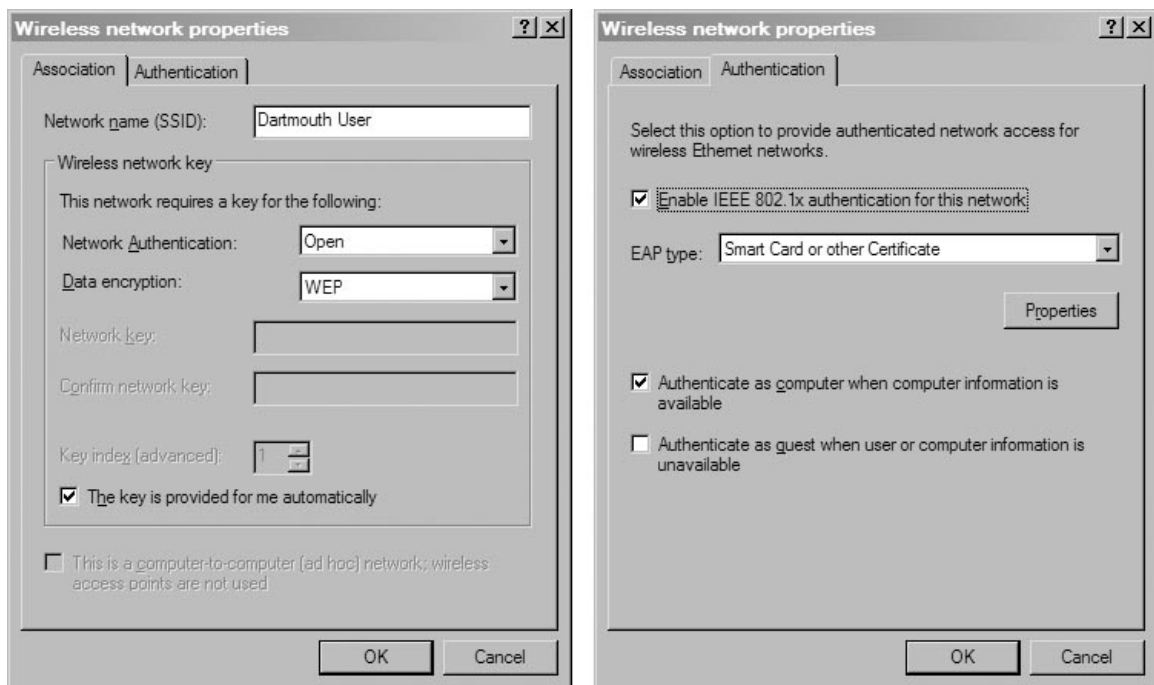 Wireless network properties
Association
Authentication
Network name (SSID):
Dartmouth User
Wireless network key
This network requires a key for the following:
Network Authentication:
Open
Data encryption:
WEP
Network key:
Confirm network key:
Key index (advanced):
1
The key is provided for me automatically
This is a computer-to-computer (ad hoc) network; wireless
access points are not used
OK
Cancel
Wireless network properties
Association
Authentication
Select this option to provide authenticated network access for
wireless Ethernet networks.
Enable IEEE 802.1x authentication for this network
EAP type:
Smart Card or other Certificate
Properties
Authenticate as computer when computer information is
available
Authenticate as guest when user or computer information is
unavailable
OK
Cancel